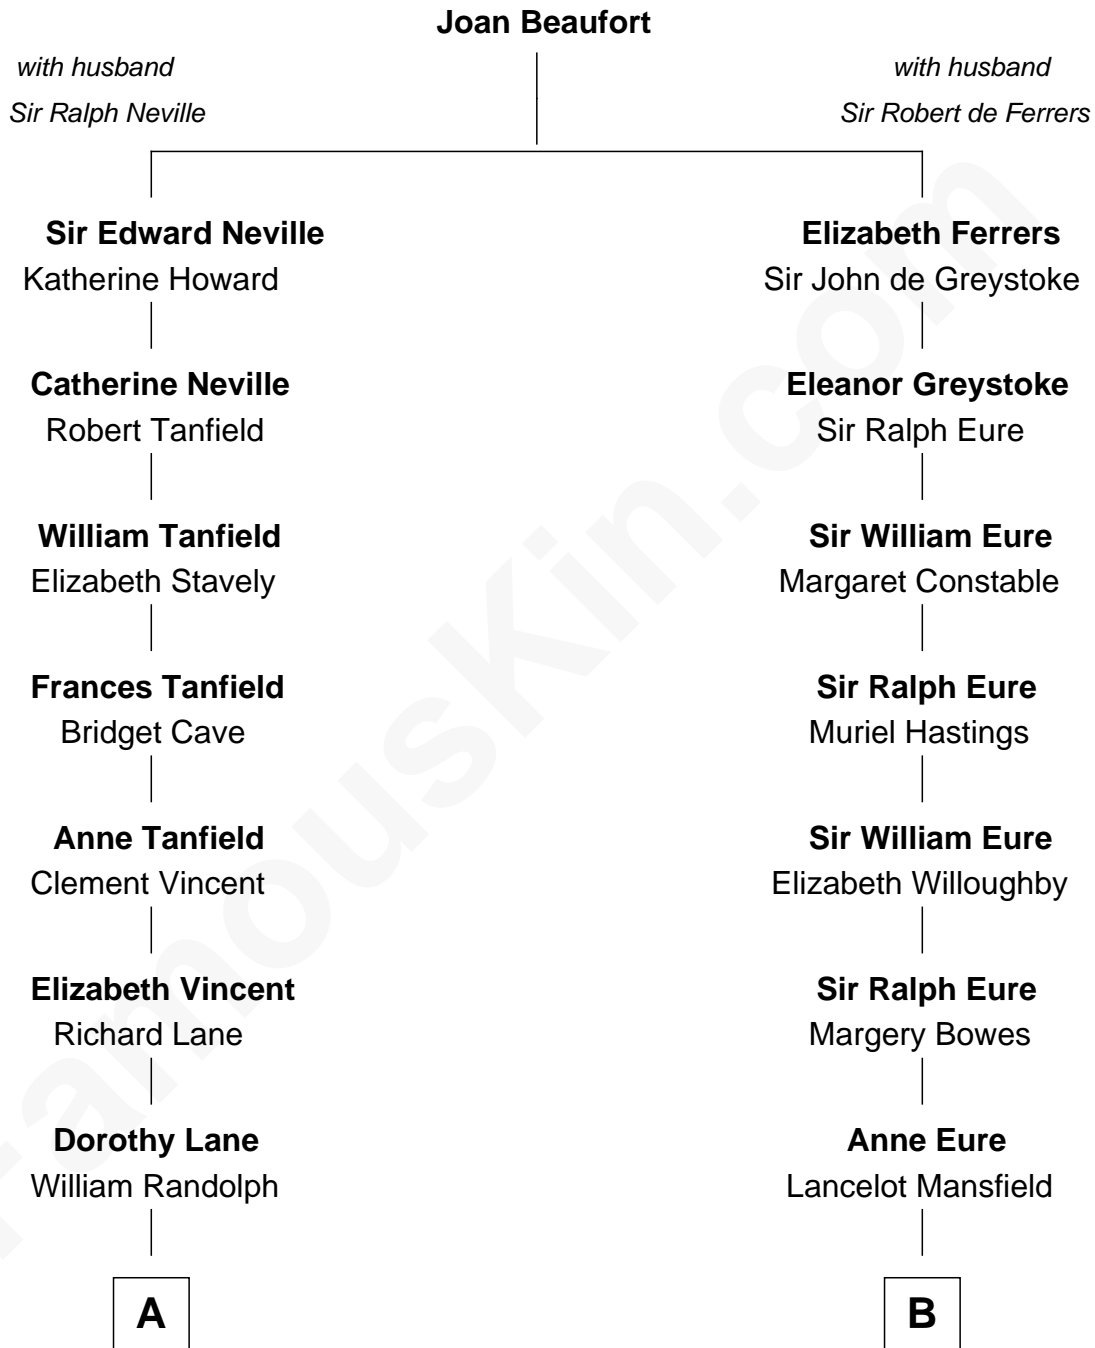 Joan Beaufort
with husband
Sir Ralph Neville
with husband
Sir Robert de Ferrers
Sir Edward Neville
Katherine Howard
Elizabeth Ferrers
Sir John de Greystoke
Catherine Neville
Robert Tanfield
Eleanor Greystoke
Sir Ralph Eure
William Tanfield
Elizabeth Stavely
Sir William Eure
Margaret Constable
Frances Tanfield
Bridget Cave
Sir Ralph Eure
Muriel Hastings
Anne Tanfield
Clement Vincent
Sir William Eure
Elizabeth Willoughby
Elizabeth Vincent
Richard Lane
Sir Ralph Eure
Margery Bowes
Dorothy Lane
William Randolph
Anne Eure
Lancelot Mansfield
A
B
FamousKin.com